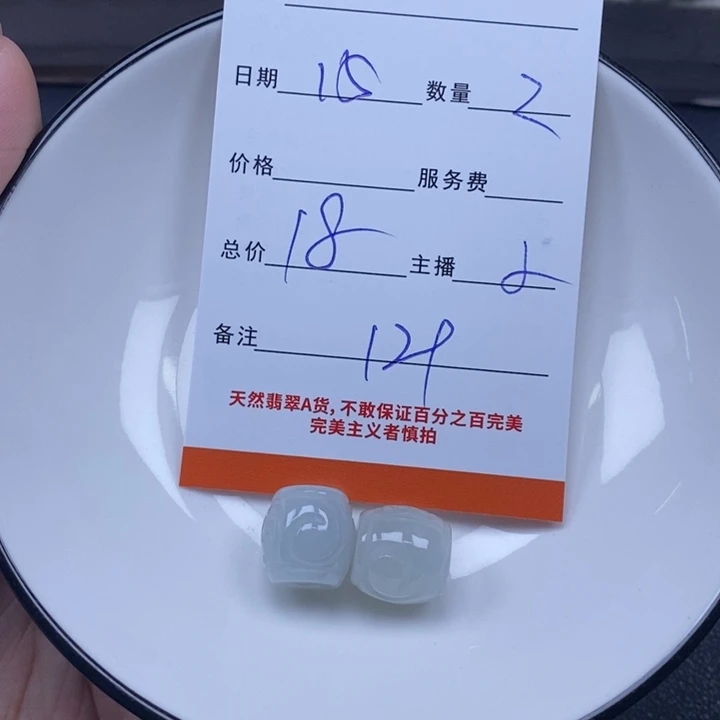 日期 15 数量 2
价格 服务费
总价 18 主播
备注 129
天然翡翠A货,不敢保证百分之百完美
完美主义者慎拍